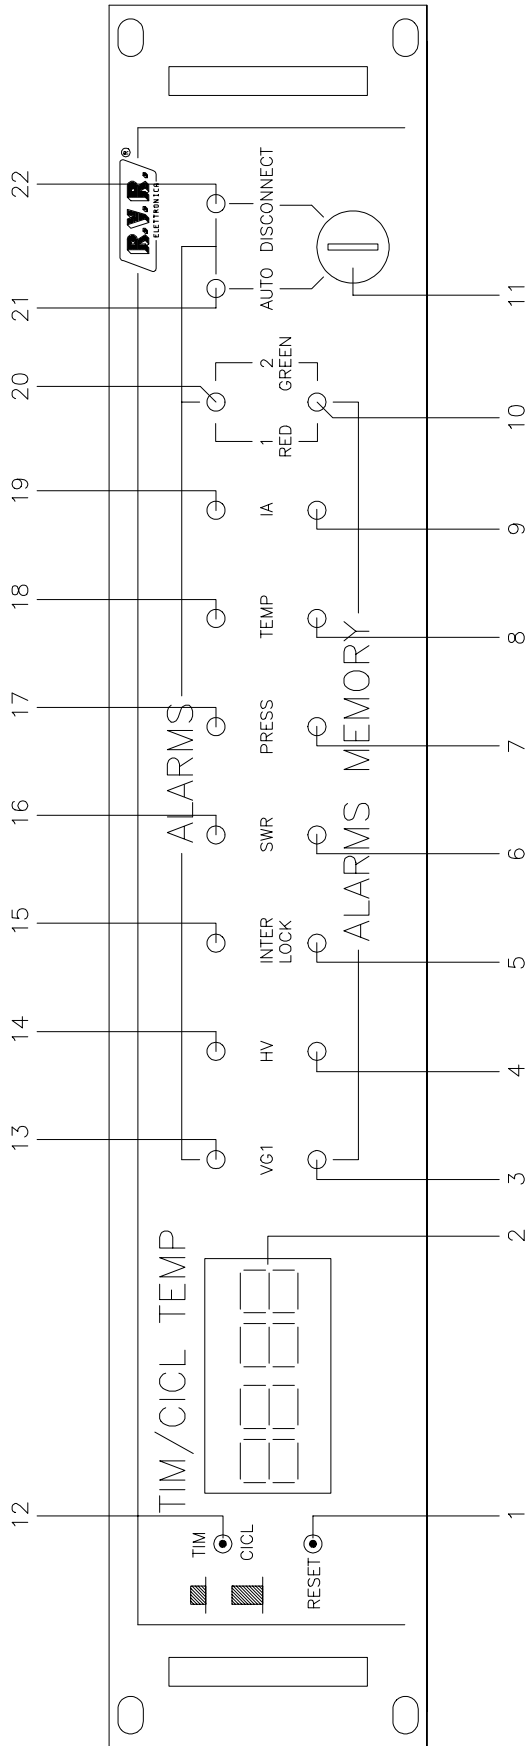 12 13 14 15 16 17 18 19 20 21 22
R.V.R.®
ELETTRONICA
TIM/CICL TEMP
ALARMS
TIM
CICL
RESET
VG1
HV
INTER
LOCK
SWR
PRESS
TEMP
IA
1
RED
2
GREEN
AUTO
DISCONNECT
ALARMS MEMORY
1 2 3 4 5 6 7 8 9 10 11